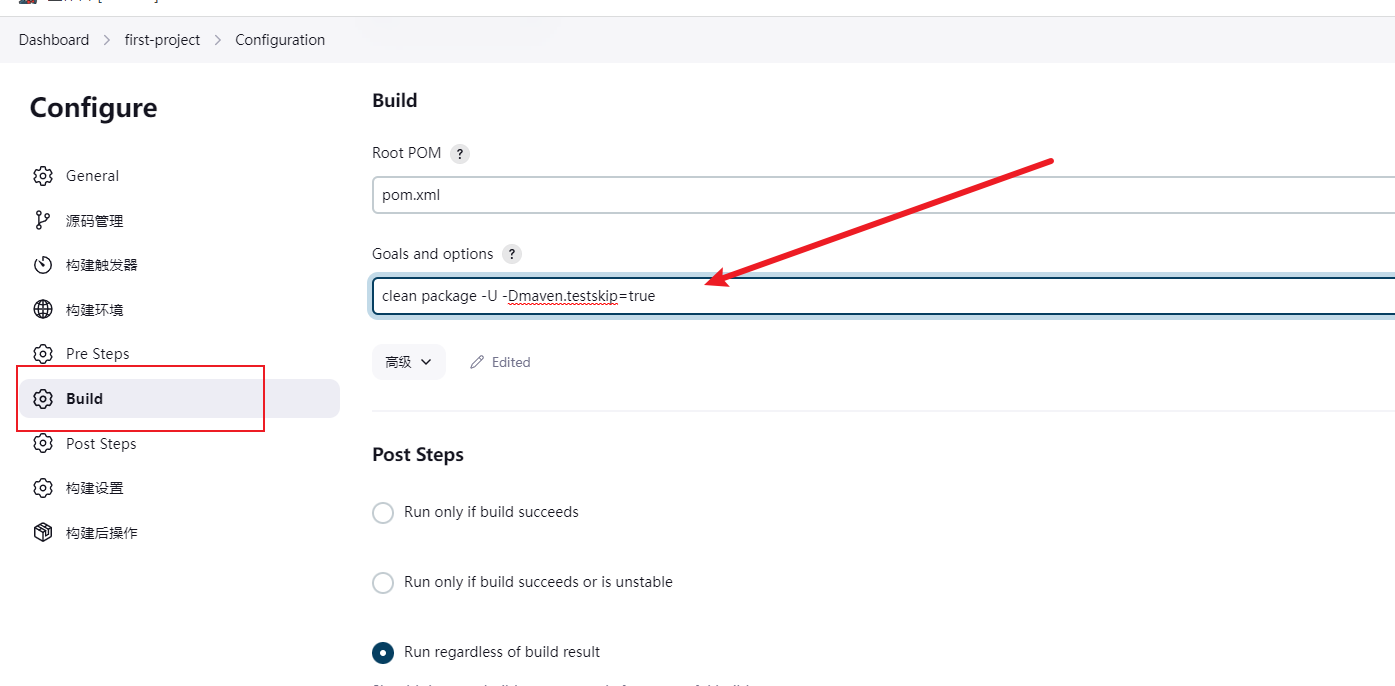 Dashboard > first-project > Configuration
Configure
General
源码管理
构建触发器
构建环境
Pre Steps
Build
Post Steps
构建设置
构建后操作
Build
Root POM ?
pom.xml
Goals and options ?
clean package -U -Dmaven.testskip=true
高级
Edited
Post Steps
Run only if build succeeds
Run only if build succeeds or is unstable
Run regardless of build result